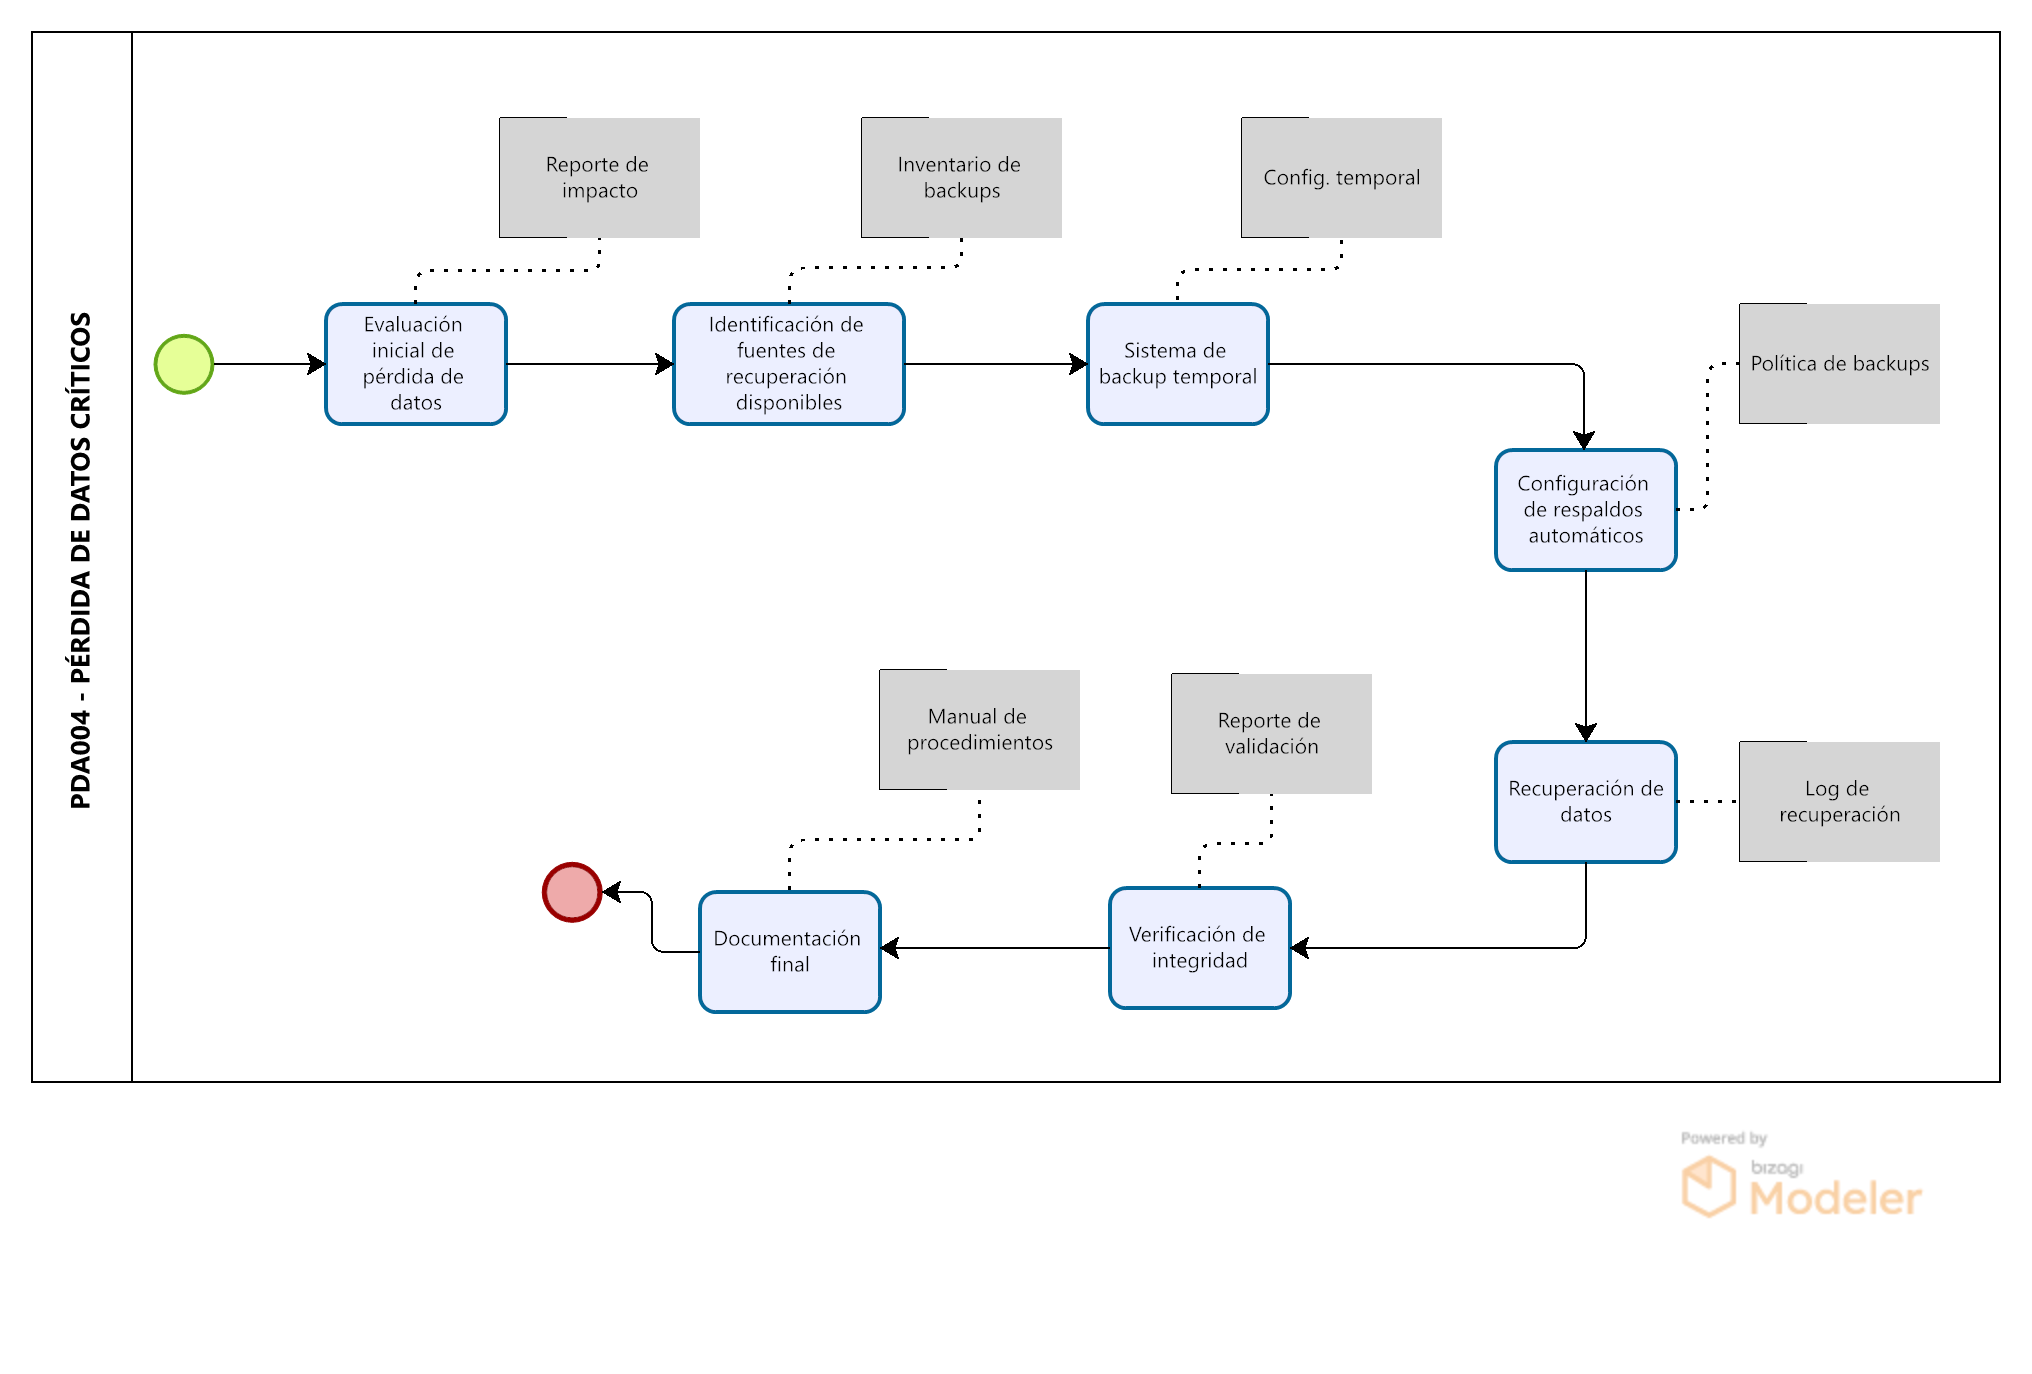 PDA004 - PÉRDIDA DE DATOS CRÍTICOS
Reporte de
impacto
Inventario de
backups
Config. temporal
Evaluación
inicial de
pérdida de
datos
Identificación de
fuentes de
recuperación
disponibles
Sistema de
backup temporal
Política de backups
Configuración
de respaldos
automáticos
Manual de
procedimientos
Reporte de
validación
Recuperación de
datos
Log de
recuperación
Documentación
final
Verificación de
integridad
Powered by
bizagi
Modeler